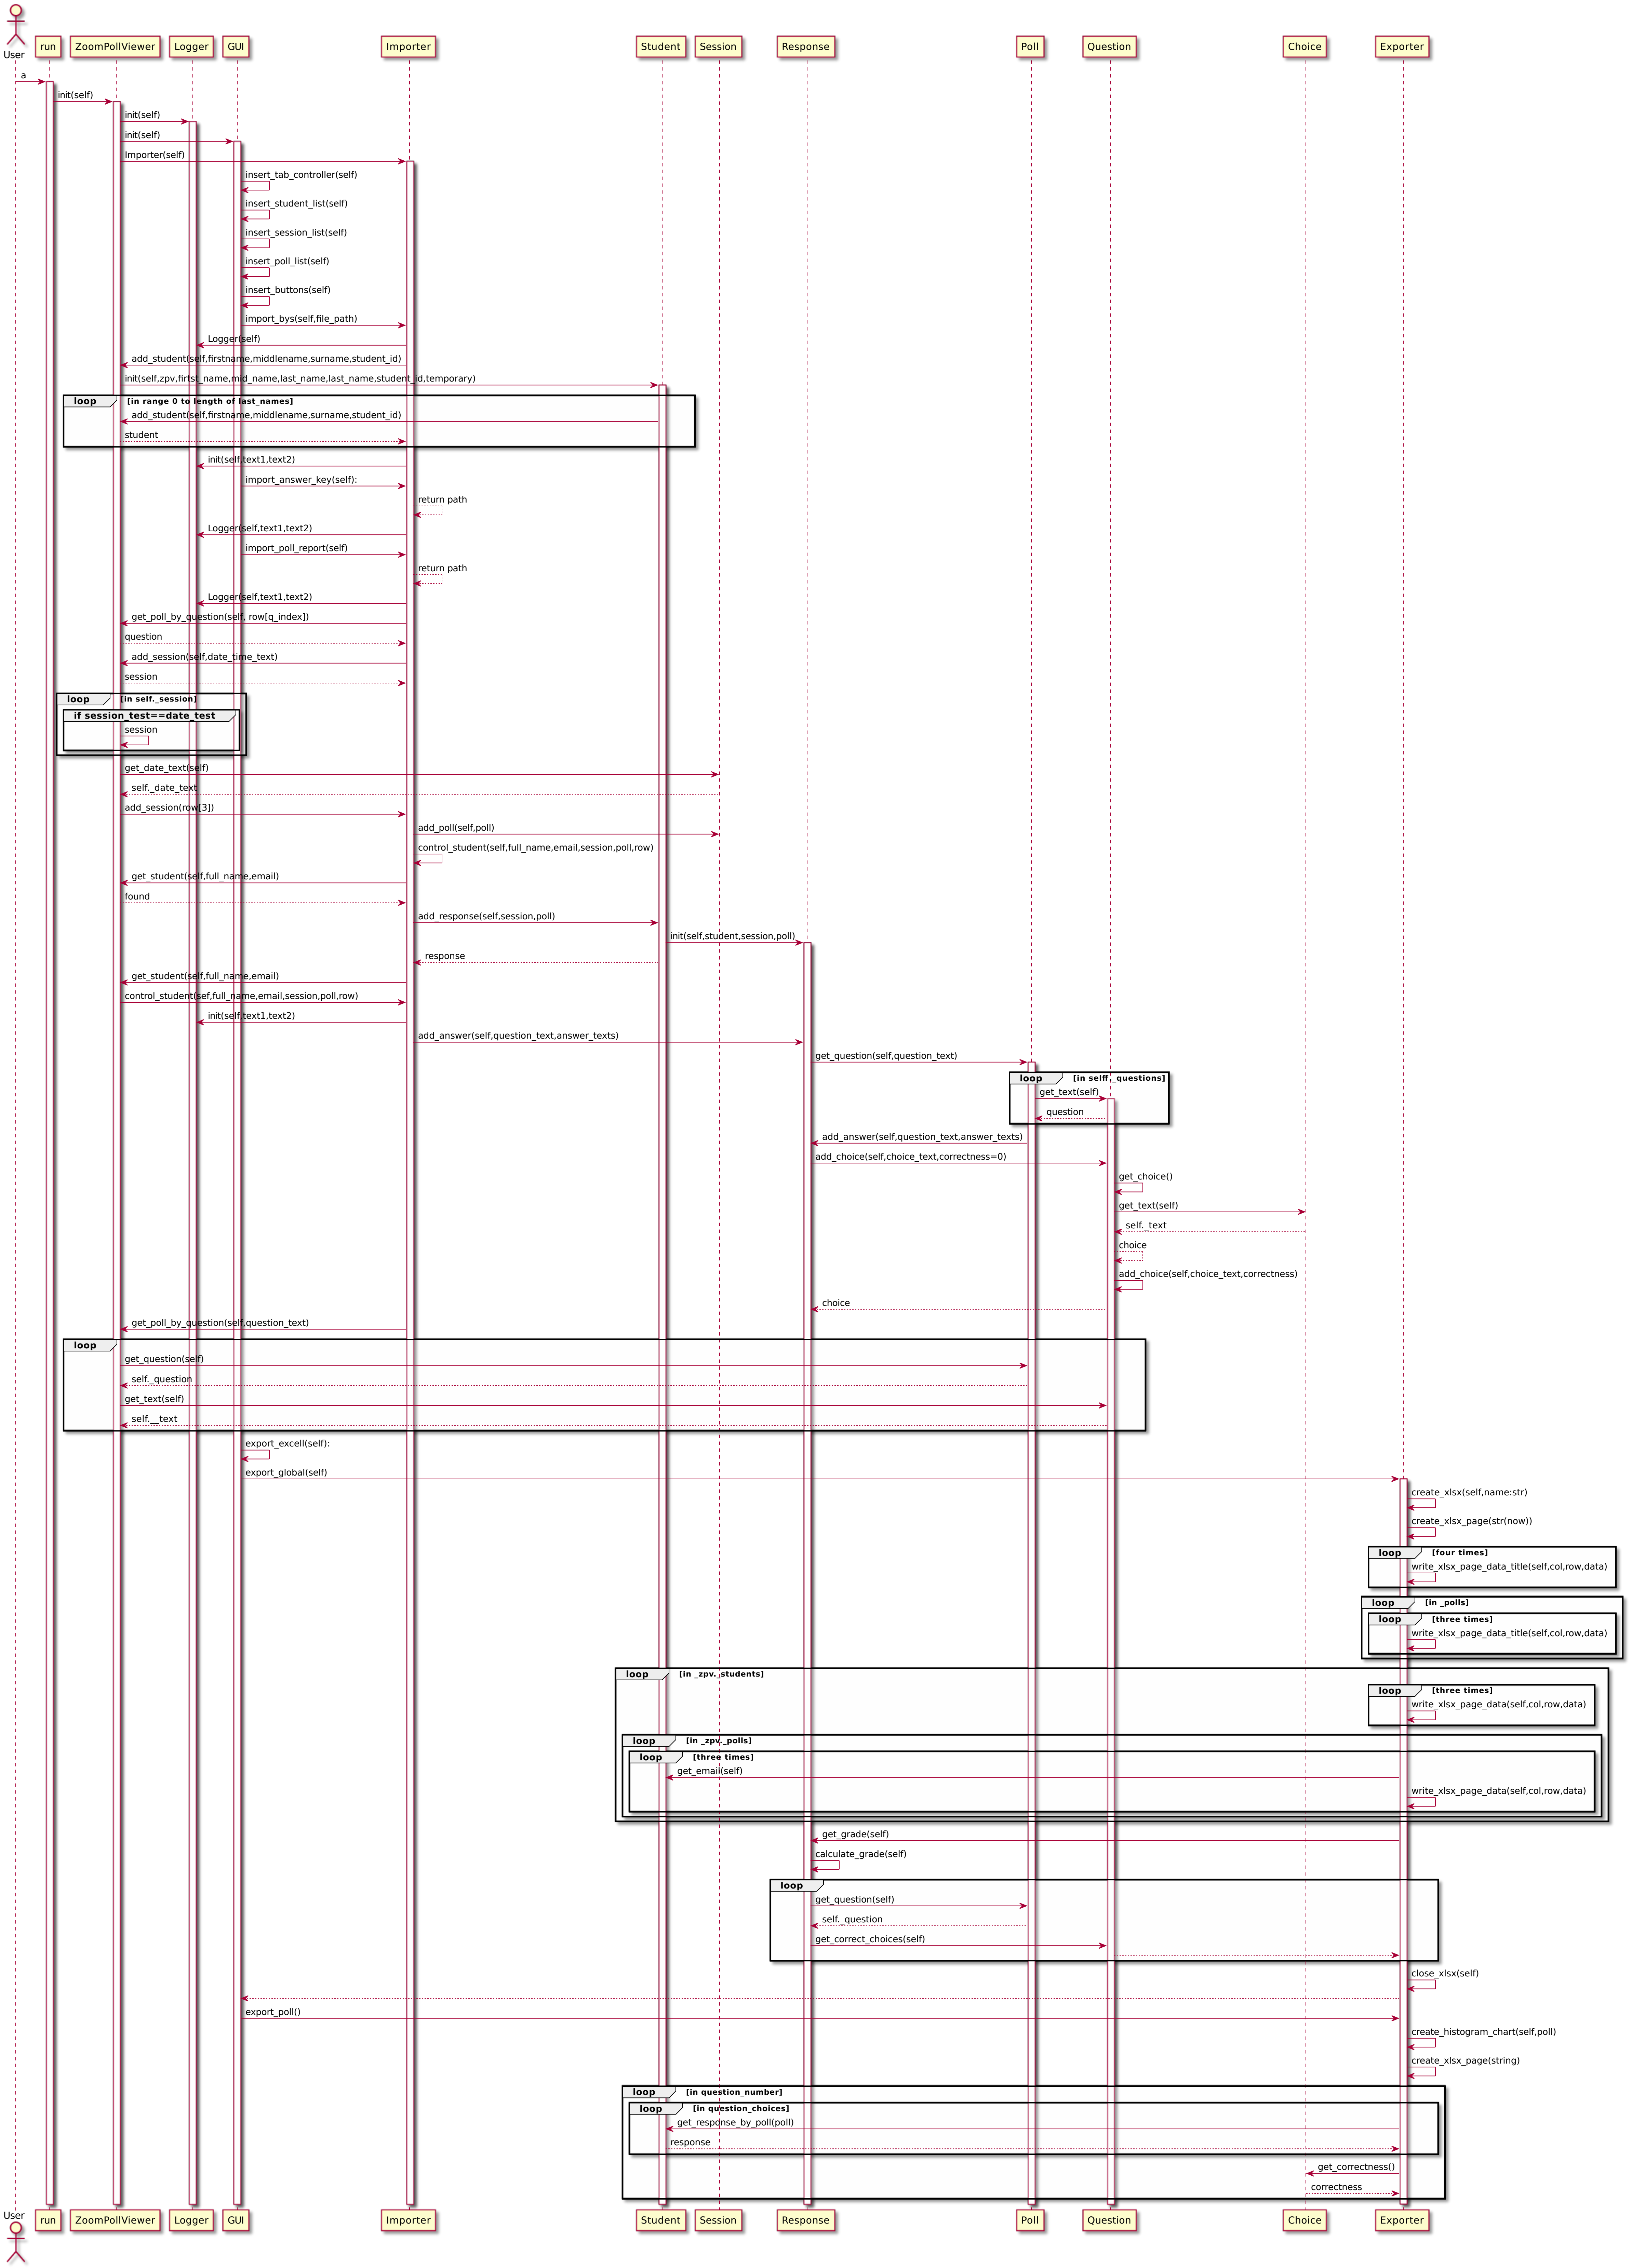 User
run
ZoomPollViewer
Logger
GUI
Importer
Student
Session
Response
Poll
Question
Choice
Exporter
a
init(self)
init(self)
init(self)
Importer(self)
insert_tab_controller(self)
insert_student_list(self)
insert_session_list(self)
insert_poll_list(self)
insert_buttons(self)
import_bys(self,file_path)
Logger(self)
add_student(self,firstname,middlename,surname,student_id)
init(self,zpv,firtst_name,mid_name,last_name,last_name,student_id,temporary)
loop [in range 0 to length of last_names]
add_student(self,firstname,middlename,surname,student_id)
student
init(self,text1,text2)
import_answer_key(self):
return path
Logger(self,text1,text2)
import_poll_report(self)
return path
Logger(self,text1,text2)
get_poll_by_question(self, row[q_index])
question
add_session(self,date_time_text)
session
loop [in self._session]
if session_test==date_test
session
get_date_text(self)
self._date_text
add_session(row[3])
add_poll(self,poll)
control_student(self,full_name,email,session,poll,row)
get_student(self,full_name,email)
found
add_response(self,session,poll)
init(self,student,session,poll)
response
get_student(self,full_name,email)
control_student(sef,full_name,email,session,poll,row)
init(self,text1,text2)
add_answer(self,question_text,answer_texts)
get_question(self,question_text)
loop [in selff._questions]
get_text(self)
question
add_answer(self,question_text,answer_texts)
add_choice(self,choice_text,correctness=0)
get_choice()
get_text(self)
self._text
choice
add_choice(self,choice_text,correctness)
choice
get_poll_by_question(self,question_text)
loop
get_question(self)
self._question
get_text(self)
self.__text
export_excell(self):
export_global(self)
create_xlsx(self,name:str)
create_xlsx_page(str(now))
loop [four times]
write_xlsx_page_data_title(self,col,row,data)
loop [in _polls]
loop [three times]
write_xlsx_page_data_title(self,col,row,data)
loop [in _zpv._students]
loop [three times]
write_xlsx_page_data(self,col,row,data)
loop [in _zpv._polls]
loop [three times]
get_email(self)
write_xlsx_page_data(self,col,row,data)
get_grade(self)
calculate_grade(self)
loop
get_question(self)
self._question
get_correct_choices(self)
close_xlsx(self)
export_poll()
create_histogram_chart(self,poll)
create_xlsx_page(string)
loop [in question_number]
loop [in question_choices]
get_response_by_poll(poll)
response
get_correctness()
correctness
User
run
ZoomPollViewer
Logger
GUI
Importer
Student
Session
Response
Poll
Question
Choice
Exporter